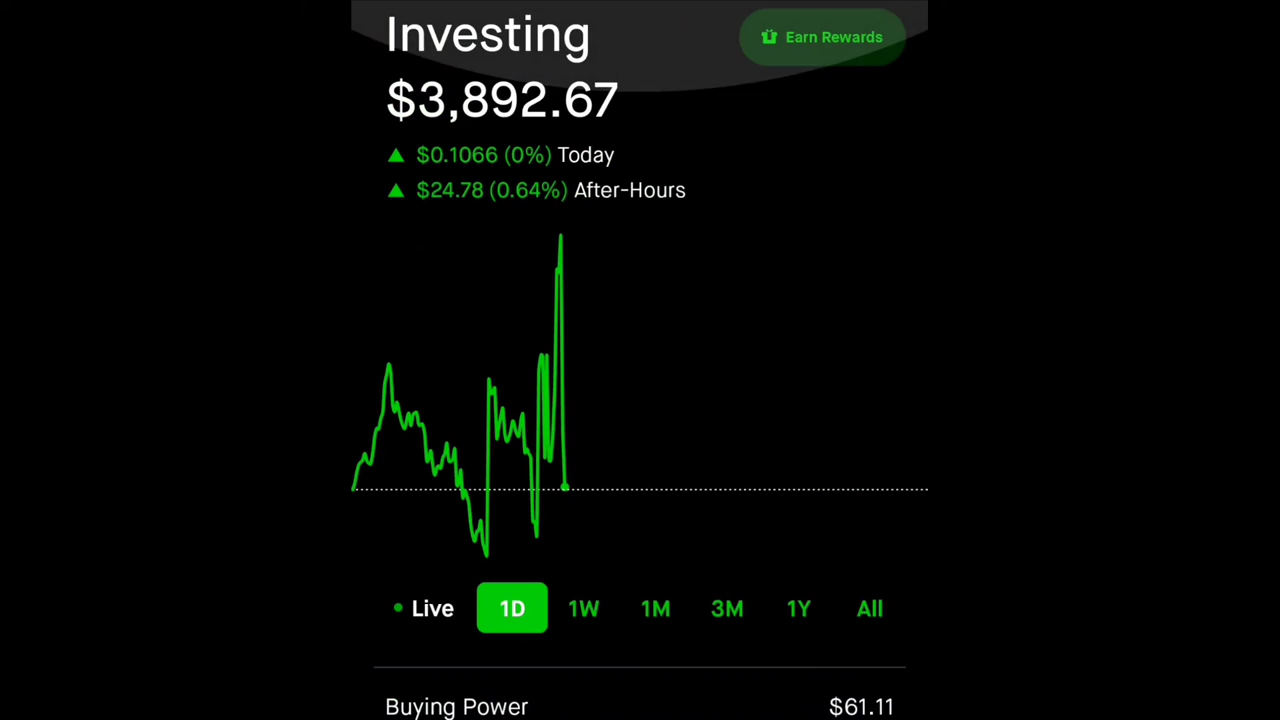 Investing
Earn Rewards
$3,892.67
▲ $0.1066 (0%) Today
▲ $24.78 (0.64%) After-Hours
Live 1D 1W 1M 3M 1Y All
Buying Power $61.11